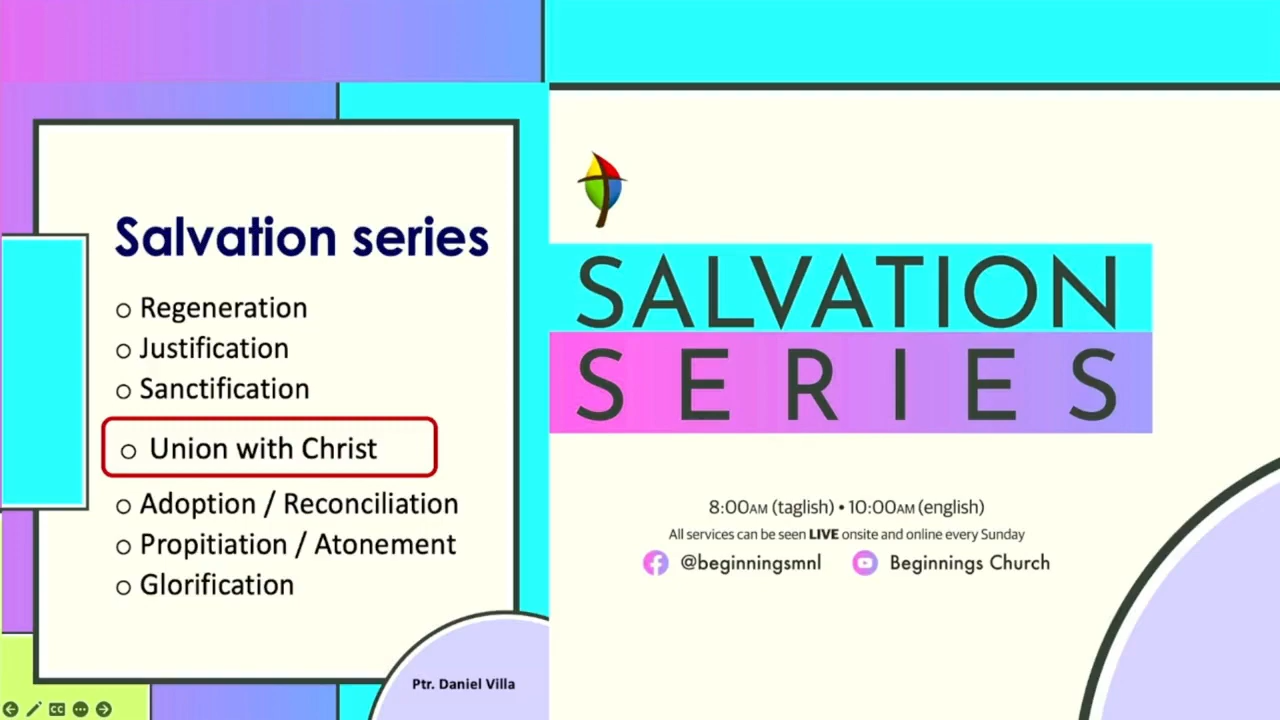 Salvation series
○ Regeneration
○ Justification
○ Sanctification
○ Union with Christ
○ Adoption / Reconciliation
○ Propitiation / Atonement
○ Glorification
Ptr. Daniel Villa
CC
SALVATION
SERIES
8:00AM (taglish) • 10:00AM (english)
All services can be seen LIVE onsite and online every Sunday
@beginningsmnl Beginnings Church